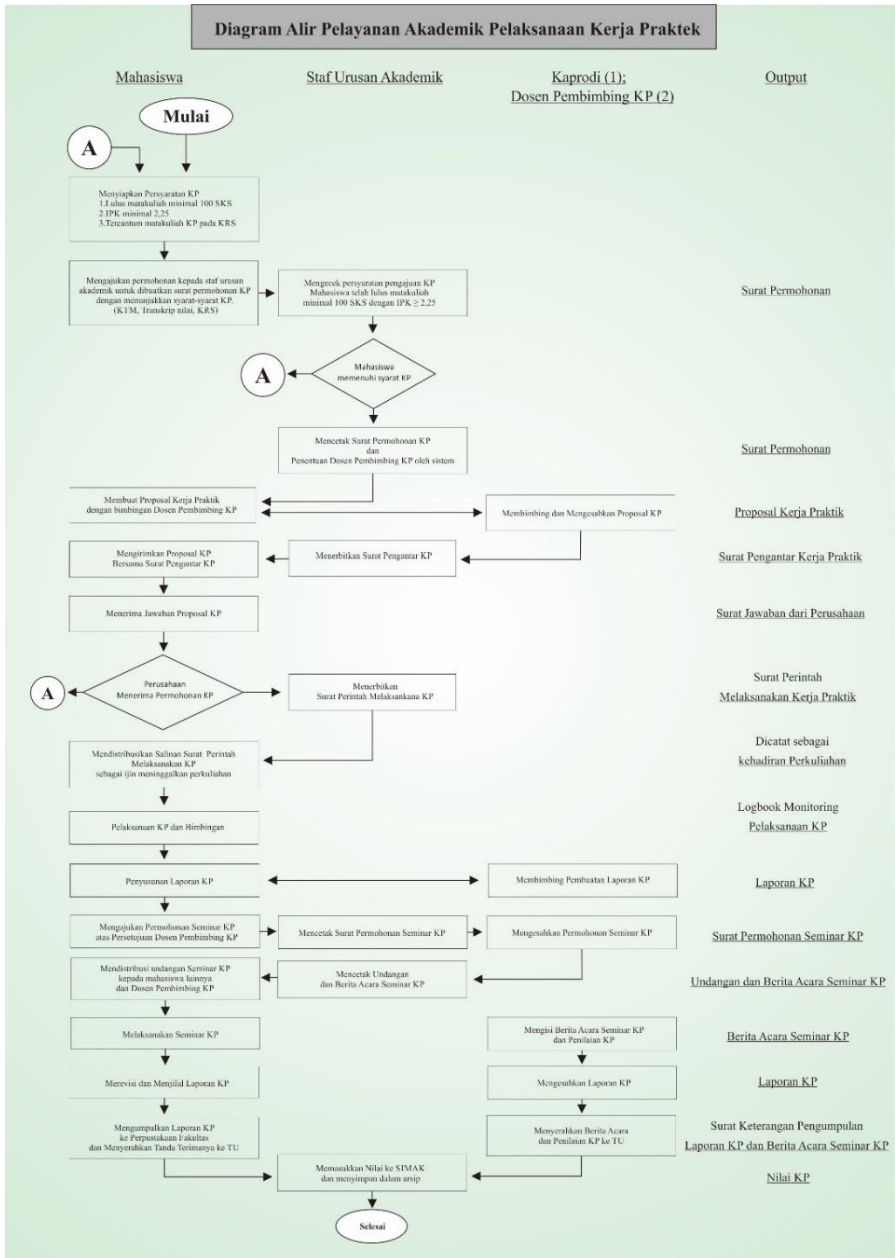 Diagram Alir Pelayanan Akademik Pelaksanaan Kerja Praktek
Mahasiswa
Staf Urusan Akademik
Kaprodi (1);
Dosen Pembimbing KP (2)
Output
Mulai
A
Menyiapkan Persyaratan KP
1.Lulus matakuliah minimal 100 SKS
2.IPK minimal 2,25
3.Tercantum matakuliah KP pada KRS
Mengajukan permohonan kepada staf urusan
akademik untuk dibuatkan surat permohonan KP
dengan menunjukkan syarat-syarat KP.
(KTM, Transkrip nilai, KRS)
Mengecek persyaratan pengajuan KP
Mahasiswa telah lulus matakuliah
minimal 100 SKS dengan IPK ≥ 2,25
Surat Permohonan
A
Mahasiswa
memenuhi syarat KP
Mencetak Surat Permohonan KP
dan
Penentuan Dosen Pembimbing KP oleh sistem
Surat Permohonan
Membuat Proposal Kerja Praktik
dengan bimbingan Dosen Pembimbing KP
Membimbing dan Mengesahkan Proposal KP
Proposal Kerja Praktik
Mengirimkan Proposal KP
Bersama Surat Pengantar KP
Menerbitkan Surat Pengantar KP
Surat Pengantar Kerja Praktik
Menerima Jawaban Proposal KP
Surat Jawaban dari Perusahaan
A
Perusahaan
Menerima Permohonan KP
Menerbitkan
Surat Perintah Melaksankana KP
Surat Perintah
Melaksanakan Kerja Praktik
Mendistribusikan Salinan Surat Perintah
Melaksanakan KP
sebagai ijin meninggalkan perkuliahan
Dicatat sebagai
kehadiran Perkuliahan
Pelaksanaan KP dan Bimbingan
Logbook Monitoring
Pelaksanaan KP
Penyusunan Laporan KP
Membimbing Pembuatan Laporan KP
Laporan KP
Mengajukan Permohonan Seminar KP
atas Persetujuan Dosen Pembimbing KP
Mencetak Surat Permohonan Seminar KP
Mengesahkan Permohonan Seminar KP
Surat Permohonan Seminar KP
Mendistribusi undangan Seminar KP
kepada mahasiswa lainnya
dan Dosen Pembimbing KP
Mencetak Undangan
dan Berita Acara Seminar KP
Undangan dan Berita Acara Seminar KP
Melaksanakan Seminar KP
Mengisi Berita Acara Seminar KP
dan Penilaian KP
Berita Acara Seminar KP
Merevisi dan Menjilid Laporan KP
Mengesahkan Laporan KP
Laporan KP
Mengumpulkan Laporan KP
ke Perpustakaan Fakultas
dan Menyerahkan Tanda Terimanya ke TU
Menyerahkan Berita Acara
dan Penilaian KP ke TU
Surat Keterangan Pengumpulan
Laporan KP dan Berita Acara Seminar KP
Memasukkan Nilai ke SIMAK
dan menyimpan dalam arsip
Nilai KP
Selesai